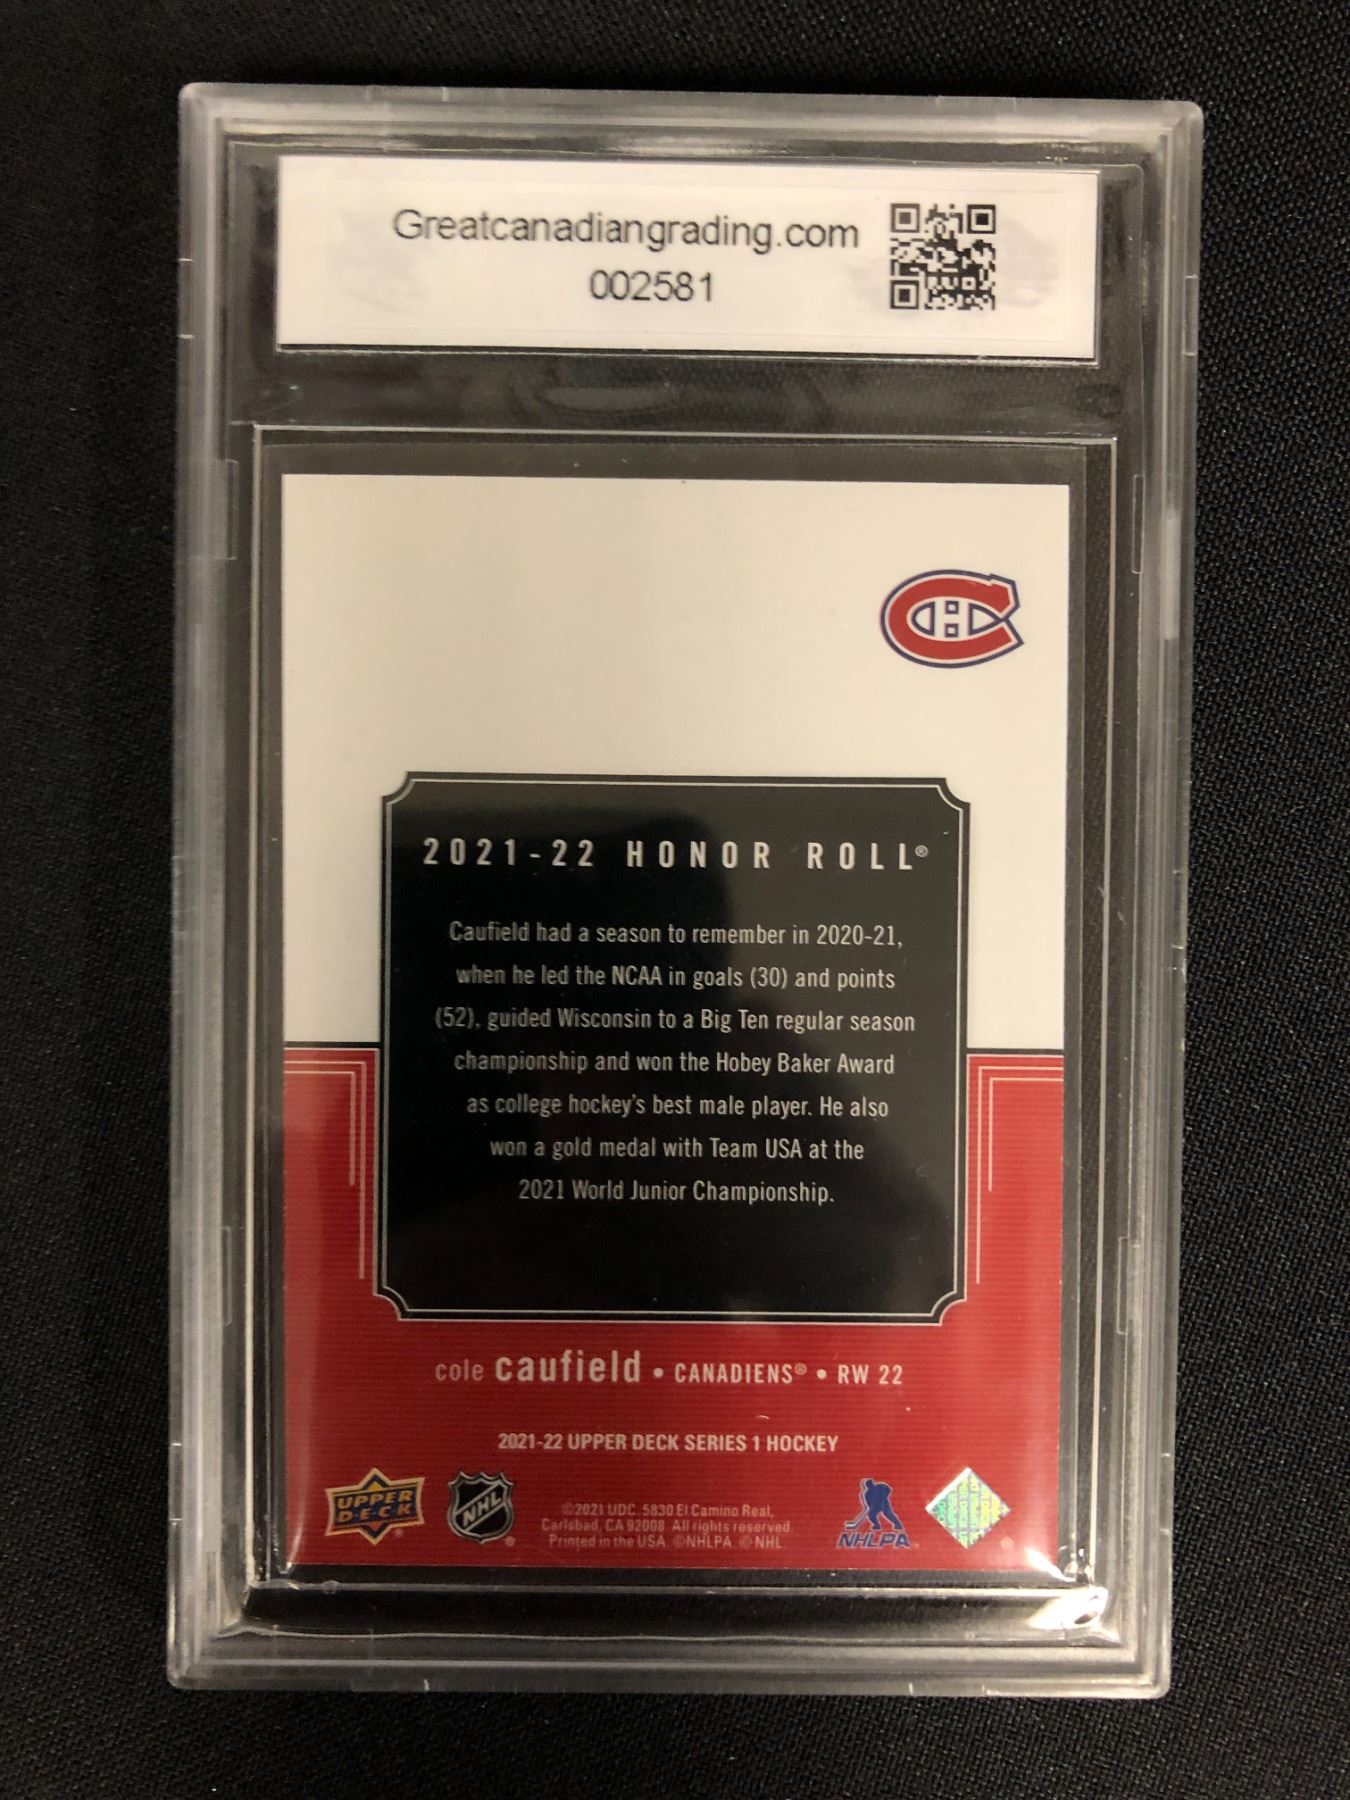 Greatcanadiangrading.com
002581
2021-22 HONOR ROLL®
Caufield had a season to remember in 2020-21,
when he led the NCAA in goals (30) and points
(52), guided Wisconsin to a Big Ten regular season
championship and won the Hobey Baker Award
as college hockey's best male player. He also
won a gold medal with Team USA at the
2021 World Junior Championship.
cole caufield • CANADIENS® • RW 22
2021-22 UPPER DECK SERIES 1 HOCKEY
UPPER
DECK
NHL
©2021 UDC. 5830 El Camino Real,
Carlsbad, CA 92008. All rights reserved.
Printed in the USA. ©NHLPA. © NHL.
NHLPA